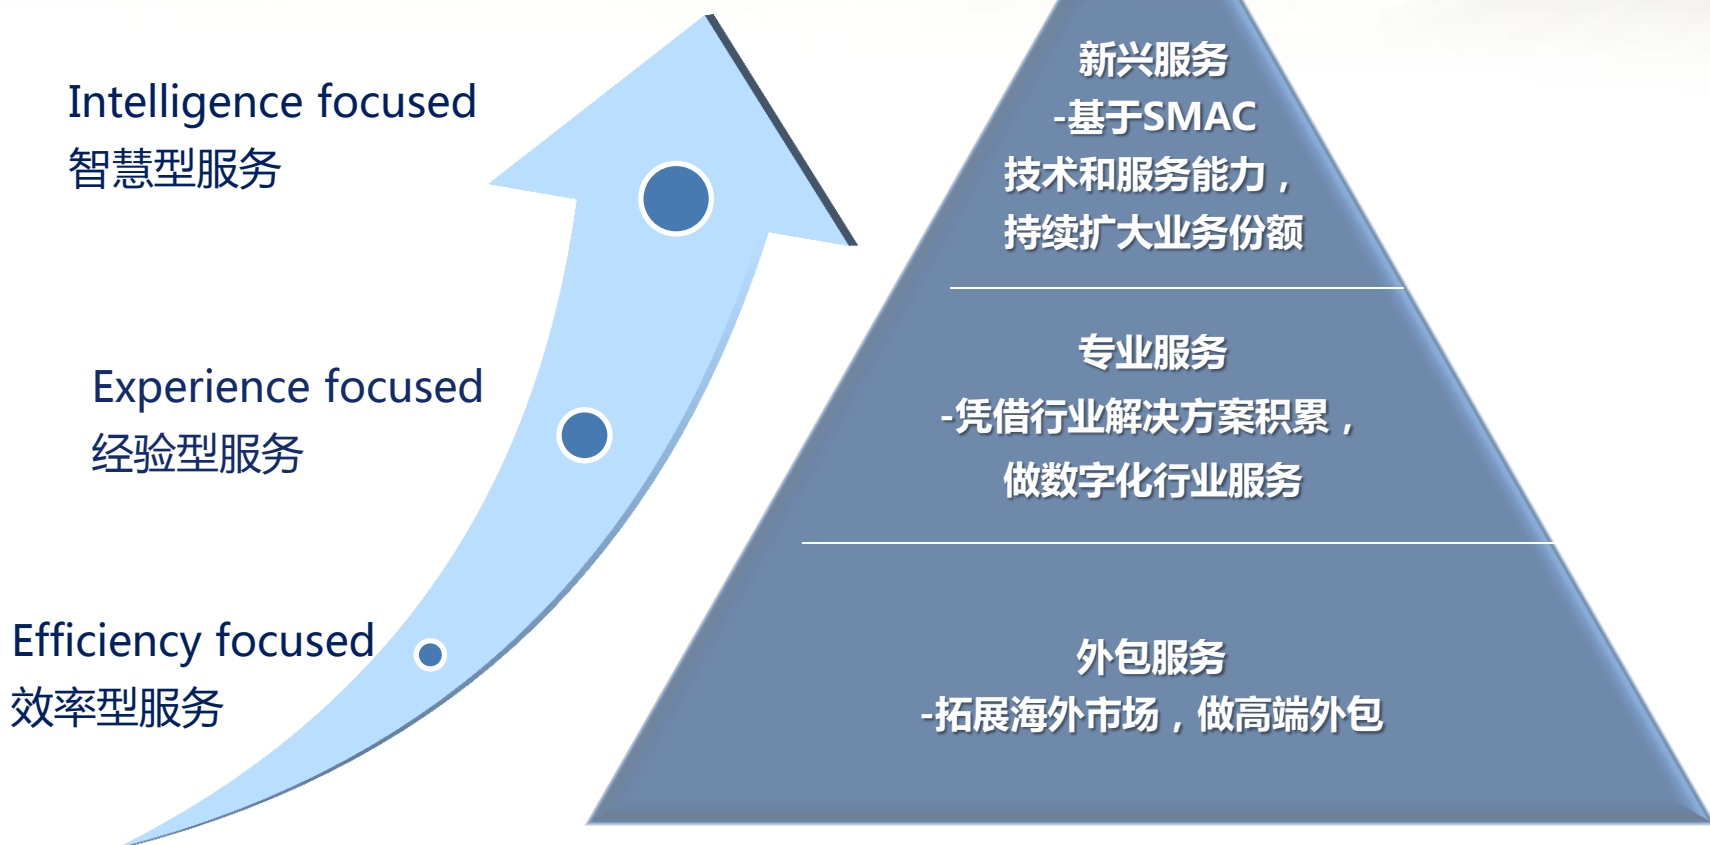 Intelligence focused
智慧型服务
Experience focused
经验型服务
Efficiency focused
效率型服务
新兴服务
-基于SMAC
技术和服务能力，
持续扩大业务份额
专业服务
-凭借行业解决方案积累，
做数字化行业服务
外包服务
-拓展海外市场，做高端外包